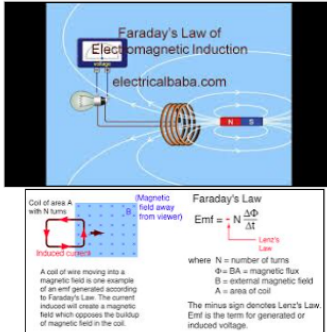 Faraday's Law of
Electromagnetic Induction
voltage
electricalbaba.com
N S
Coil of area A
with N turns
(Magnetic
field away
from viewer)
B
Induced current
A coil of wire moving into a
magnetic field is one example
of an emf generated according
to Faraday's Law. The current
induced will create a magnetic
field which opposes the buildup
of magnetic field in the coil.
Faraday's Law
Emf = - N ΔΦ/Δt
Lenz's
Law
where N = number of turns
Φ = BA = magnetic flux
B = external magnetic field
A = area of coil
The minus sign denotes Lenz's Law.
Emf is the term for generated or
induced voltage.